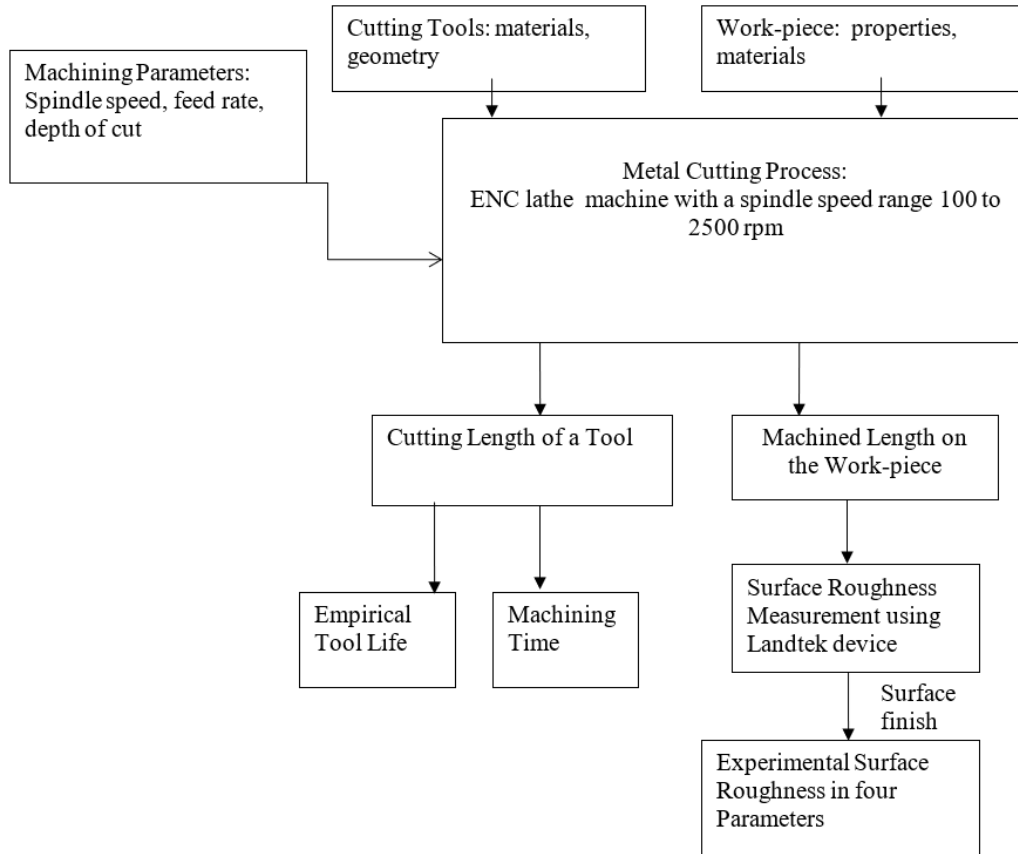 Cutting Tools: materials,
geometry
Work-piece:  properties,
materials
Machining Parameters:
Spindle speed, feed rate,
depth of cut
Metal Cutting Process:
ENC lathe  machine with a spindle speed range 100 to
2500 rpm
Cutting Length of a Tool
Machined Length on
the Work-piece
Empirical
Tool Life
Machining
Time
Surface Roughness
Measurement using
Landtek device
Surface
finish
Experimental Surface
Roughness in four
Parameters